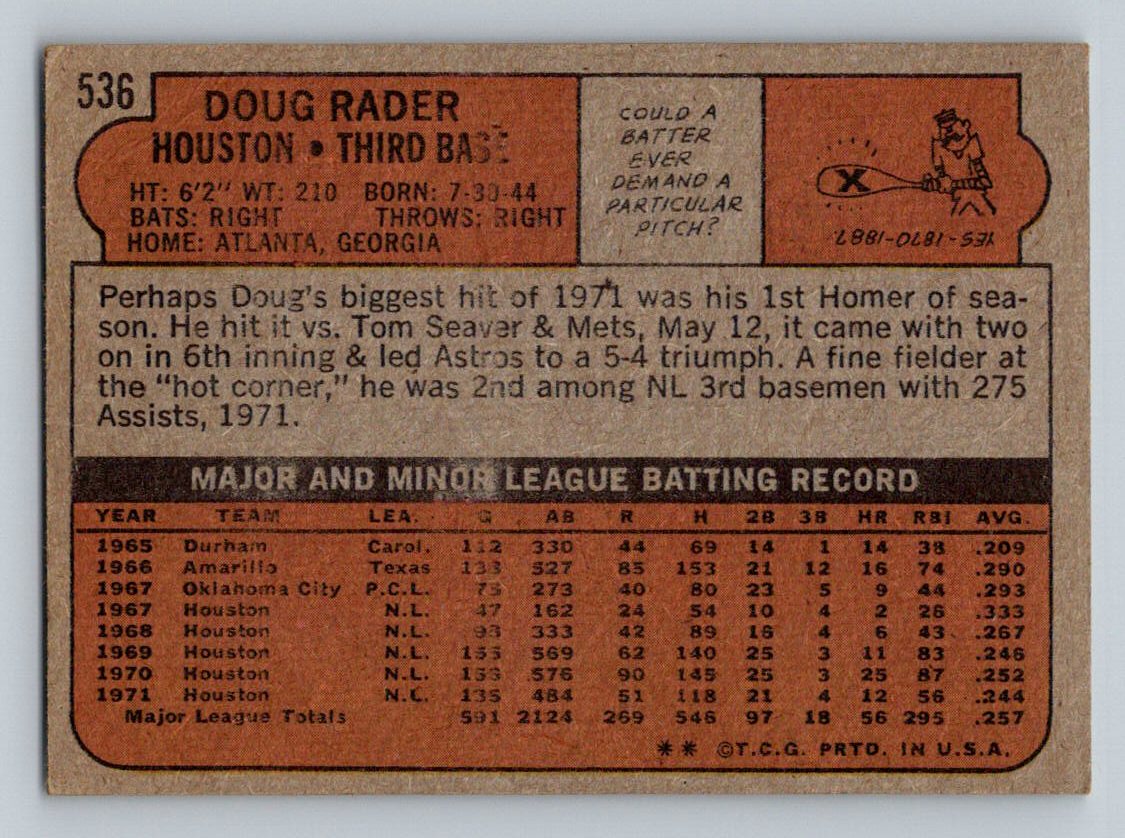 536
DOUG RADER
HOUSTON • THIRD BASE
HT: 6'2" WT: 210 BORN: 7-30-44
BATS: RIGHT THROWS: RIGHT
HOME: ATLANTA, GEORGIA
COULD A
BATTER
EVER
DEMAND A
PARTICULAR
PITCH?
X
YES-1870-1887
Perhaps Doug's biggest hit of 1971 was his 1st Homer of sea-
son. He hit it vs. Tom Seaver & Mets, May 12, it came with two
on in 6th inning & led Astros to a 5-4 triumph. A fine fielder at
the "hot corner," he was 2nd among NL 3rd basemen with 275
Assists, 1971.
MAJOR AND MINOR LEAGUE BATTING RECORD
YEAR TEAM LEA. G AB R H 2B 3B HR RBI AVG.
1965 Durham Carol. 112 330 44 69 14 1 14 38 .209
1966 Amarillo Texas 133 527 85 153 21 12 16 74 .290
1967 Oklahoma City P.C.L. 75 273 40 80 23 5 9 44 .293
1967 Houston N.L. 47 162 24 54 10 4 2 26 .333
1968 Houston N.L. 98 333 42 89 16 4 6 43 .267
1969 Houston N.L. 155 569 62 140 25 3 11 83 .246
1970 Houston N.L. 156 576 90 145 25 3 25 87 .252
1971 Houston N.L. 135 484 51 118 21 4 12 56 .244
Major League Totals 591 2124 269 546 97 18 56 295 .257
** ©T.C.G. PRTD. IN U.S.A.